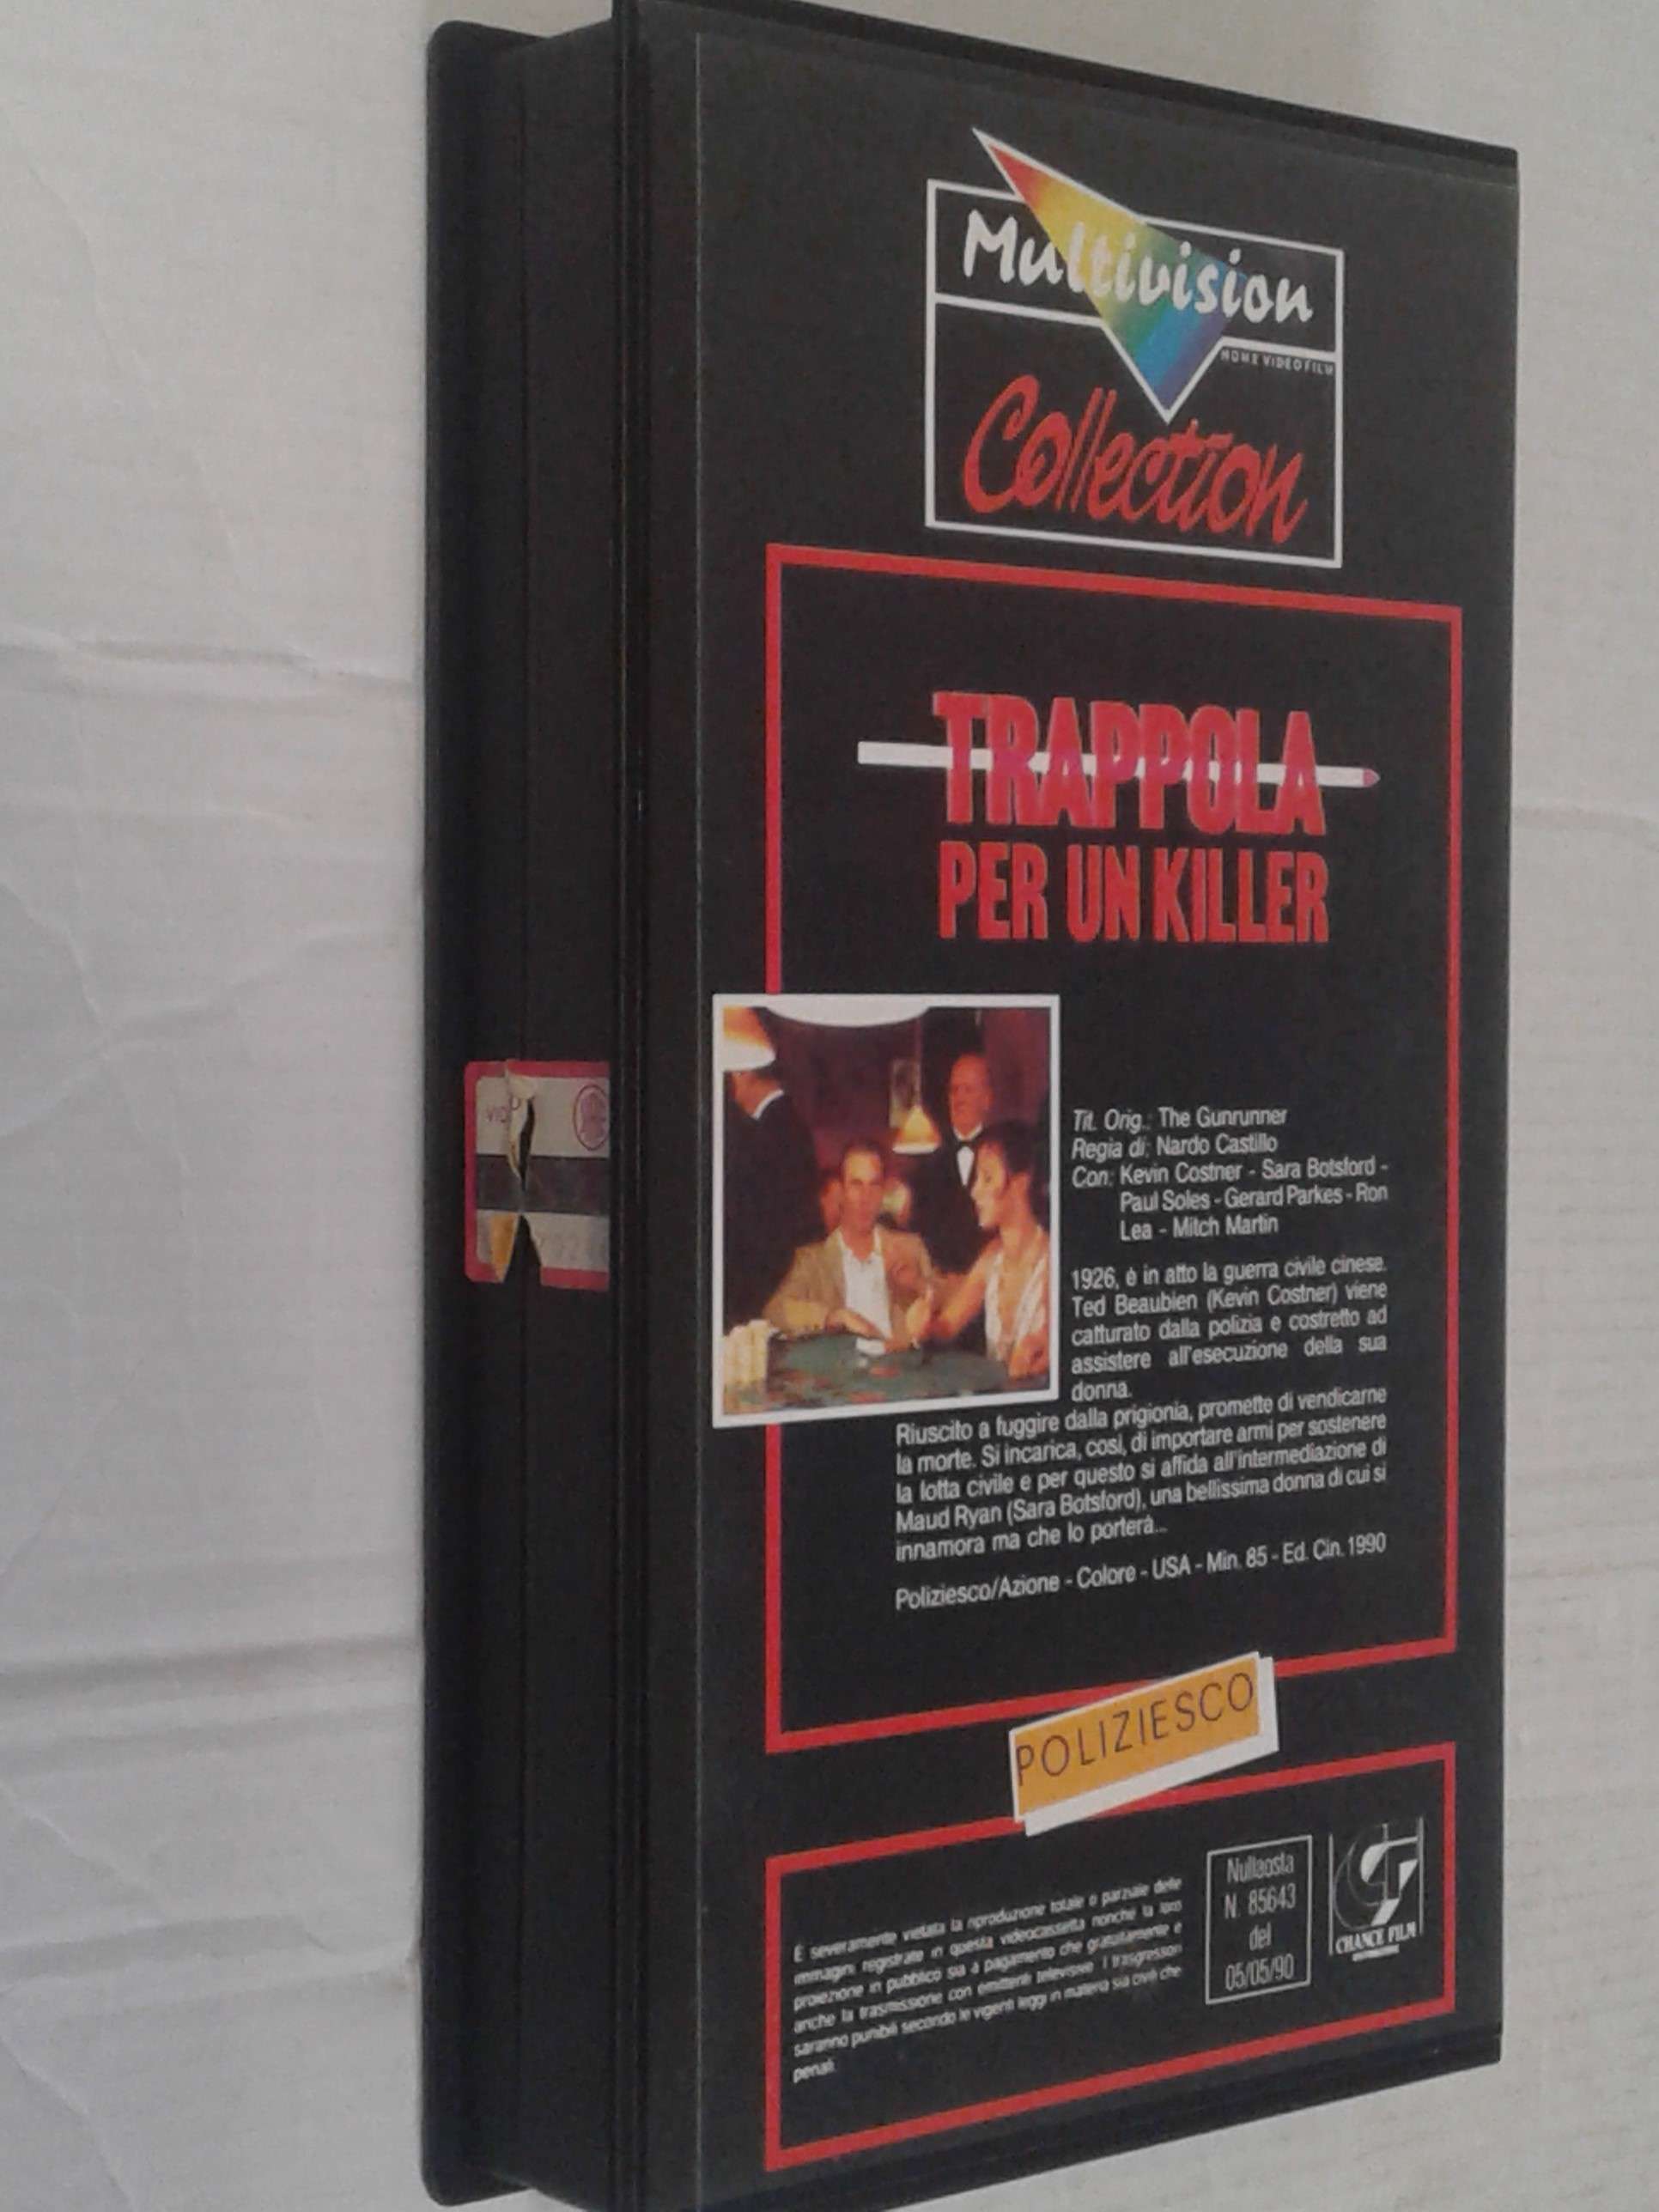 Multivision
HOME VIDEO FILM
Collection
TRAPPOLA
PER UN KILLER
Tit. Orig.: The Gunrunner
Regia di: Nardo Castillo
Con: Kevin Costner - Sara Botsford -
Paul Soles - Gerard Parkes - Ron
Lea - Mitch Martin
1926, è in atto la guerra civile cinese.
Ted Beaubien (Kevin Costner) viene
catturato dalla polizia e costretto ad
assistere all'esecuzione della sua
donna.
Riuscito a fuggire dalla prigionia, promette di vendicarne
la morte. Si incarica, così, di importare armi per sostenere
la lotta civile e per questo si affida all'intermediazione di
Maud Ryan (Sara Botsford), una bellissima donna di cui si
innamora ma che lo porterà...
Poliziesco/Azione - Colore - USA - Min. 85 - Ed. Cin. 1990
POLIZIESCO
È severamente vietata la riproduzione totale o parziale delle
immagini registrate in questa videocassetta nonché la loro
proiezione in pubblico sia a pagamento che gratuitamente e
anche la trasmissione con emittenti televisive. I trasgressori
saranno punibili secondo le vigenti leggi in materia sia civili che
penali.
Nullaosta
N. 85643
del
05/05/90
CHANCE FILM